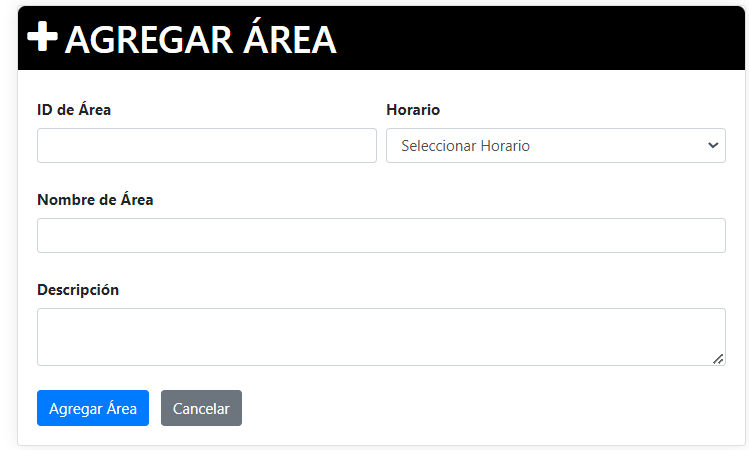 AGREGAR ÁREA
ID de Área
Horario
Seleccionar Horario
Nombre de Área
Descripción
Agregar Área
Cancelar